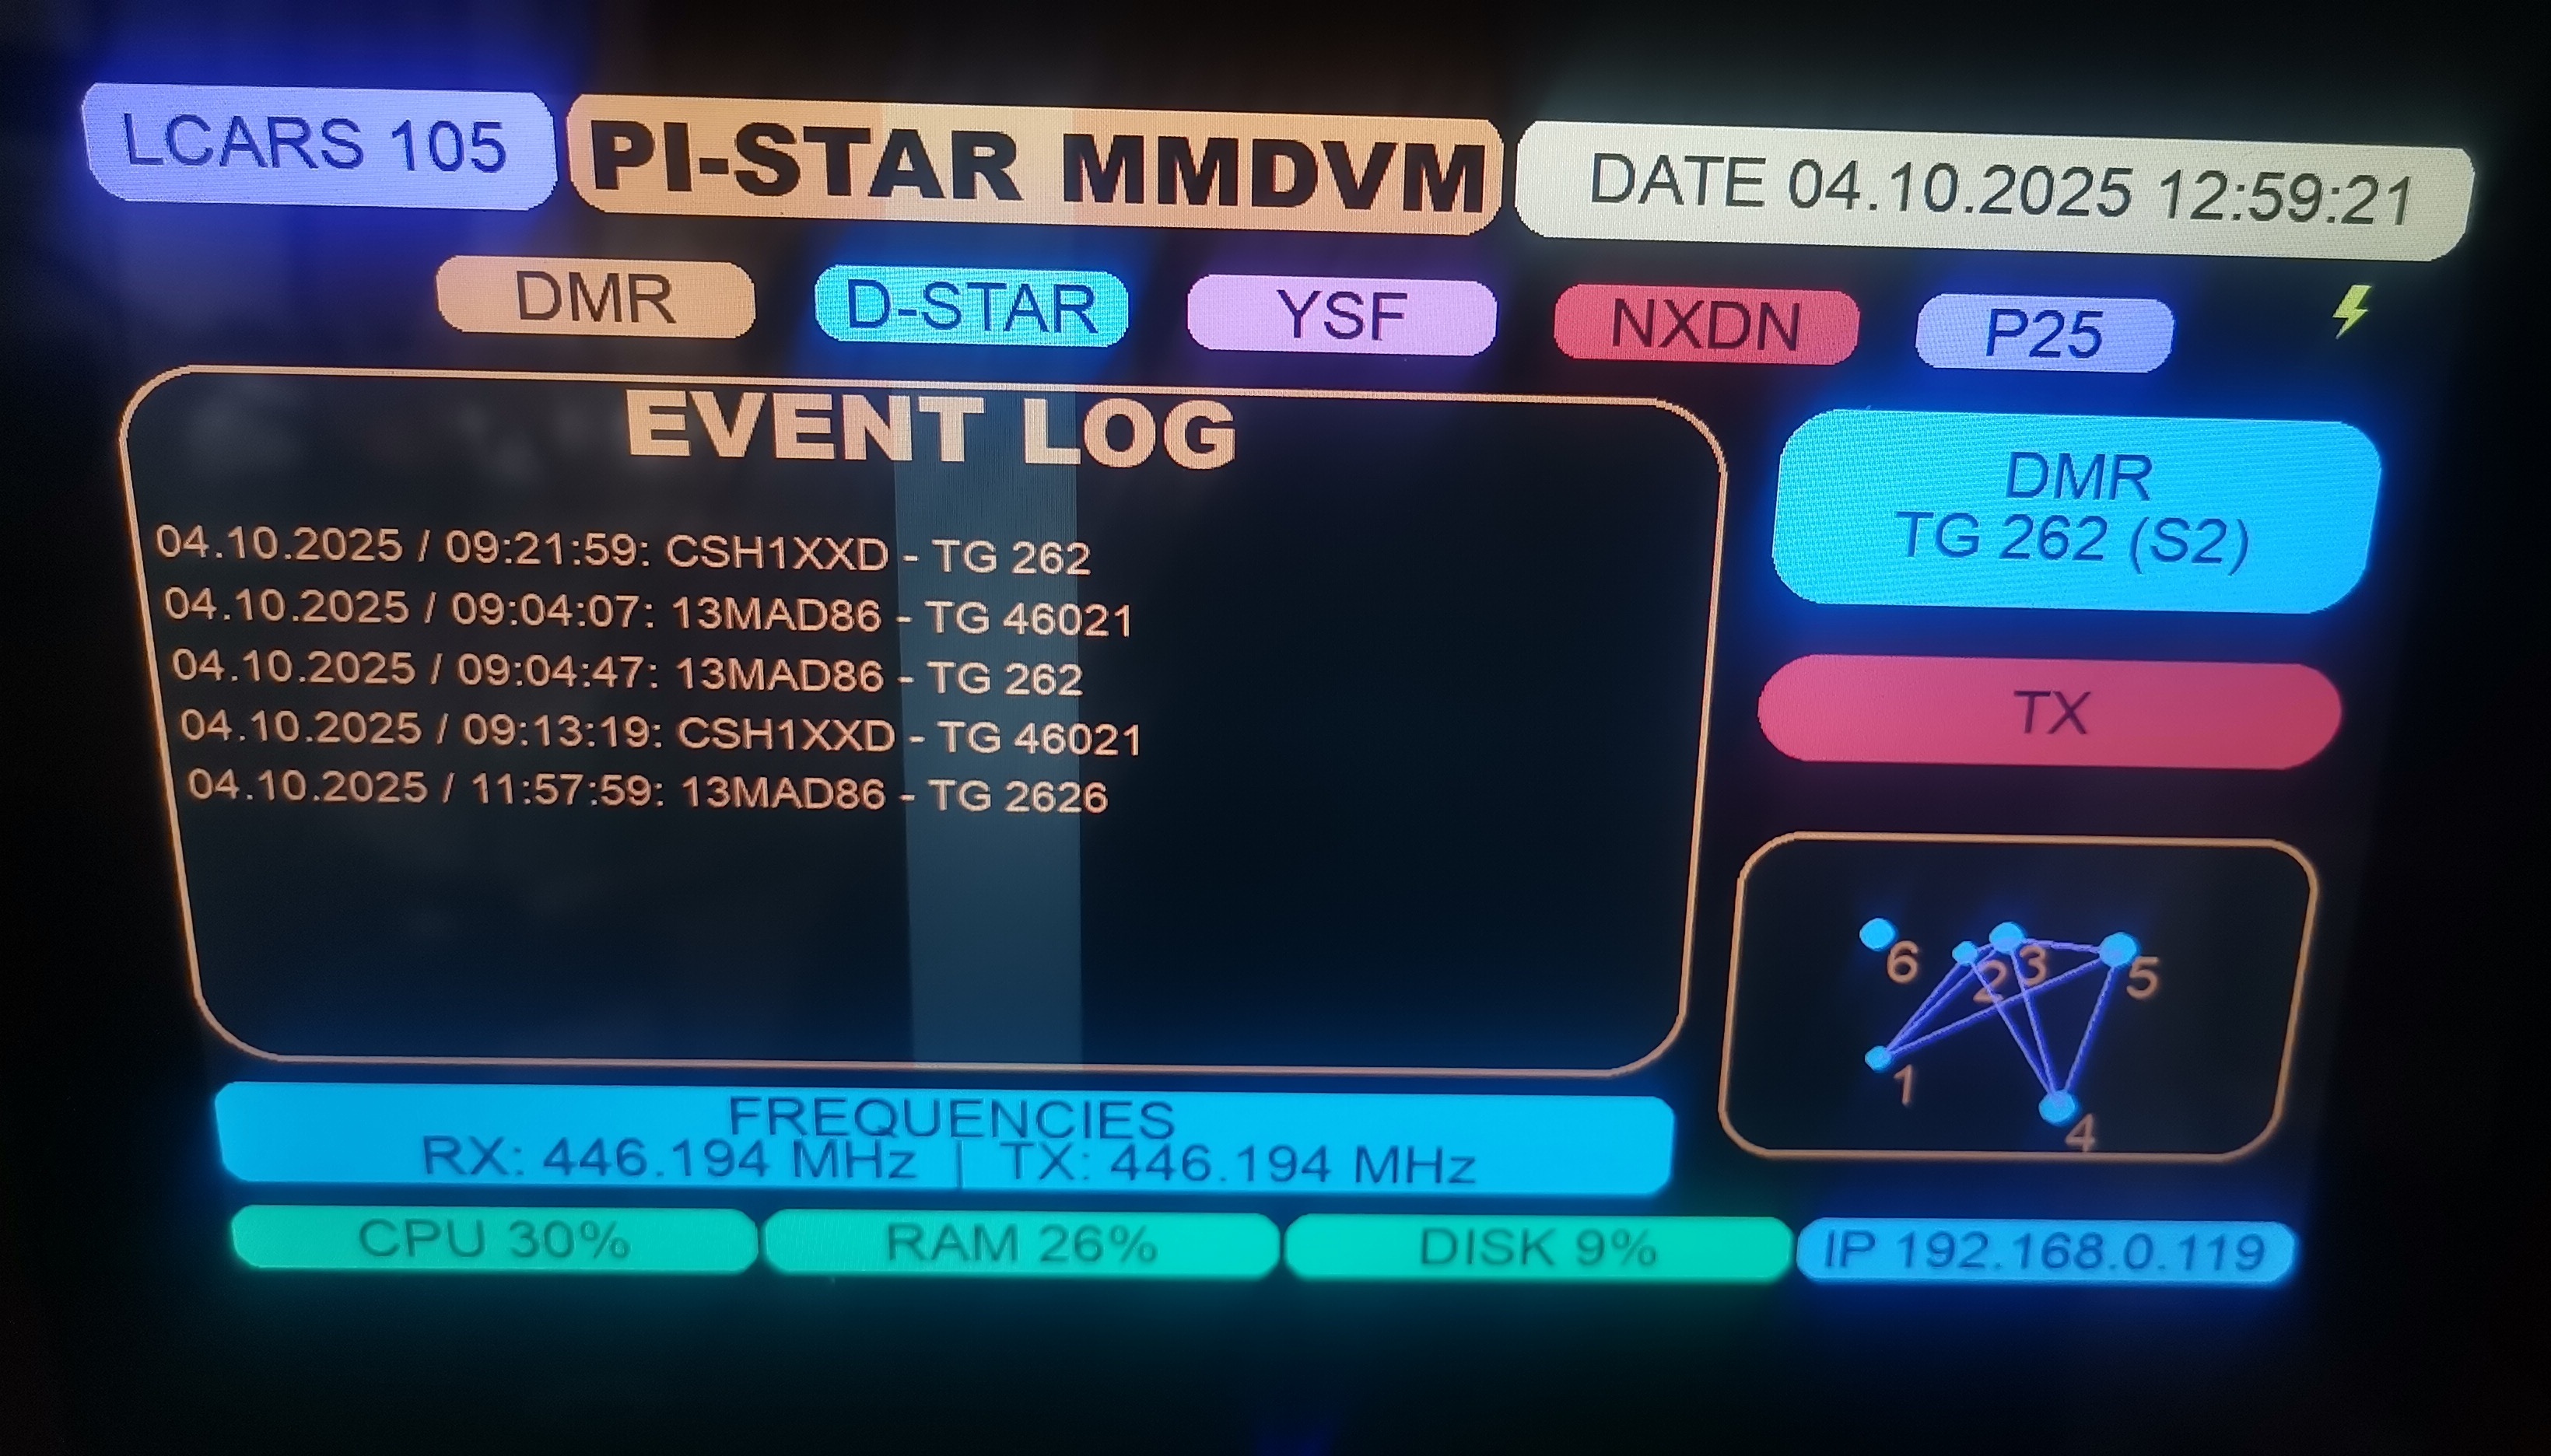 LCARS 105 PI-STAR MMDVM DATE 04.10.2025 12:59:21
DMR D-STAR YSF NXDN P25
EVENT LOG
04.10.2025 / 09:21:59: CSH1XXD - TG 262
04.10.2025 / 09:04:07: 13MAD86 - TG 46021
04.10.2025 / 09:04:47: 13MAD86 - TG 262
04.10.2025 / 09:13:19: CSH1XXD - TG 46021
04.10.2025 / 11:57:59: 13MAD86 - TG 2626
DMR
TG 262 (S2)
TX
6 2 3 5
1
4
FREQUENCIES
RX: 446.194 MHz | TX: 446.194 MHz
CPU 30% RAM 26% DISK 9% IP 192.168.0.119